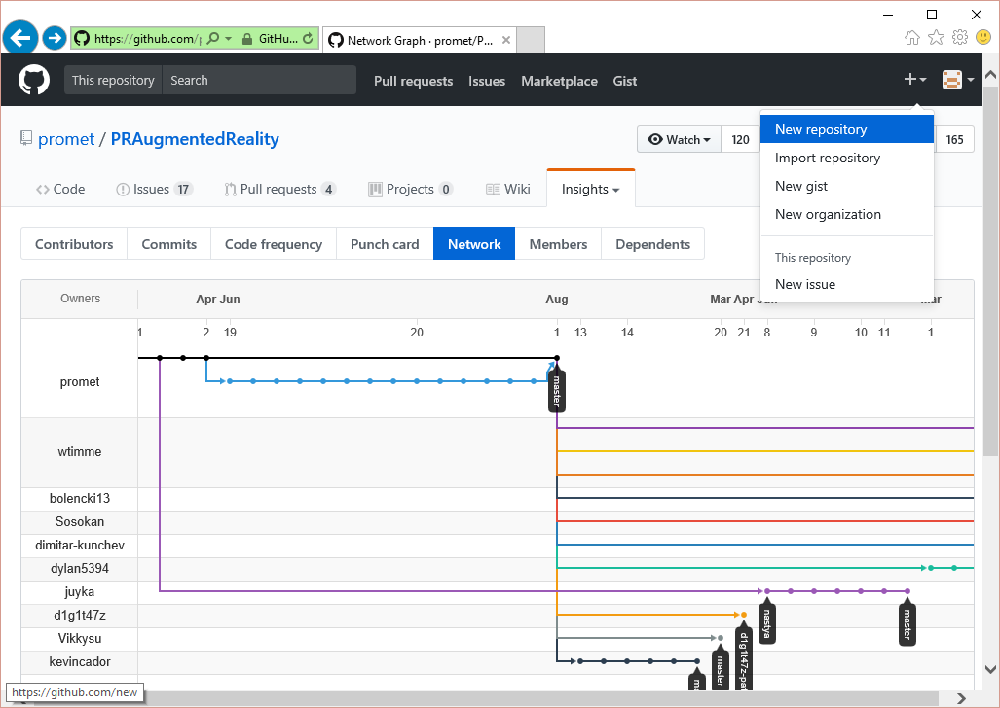 https://github.com/ GitHu... Network Graph · promet/P...
This repository Search Pull requests Issues Marketplace Gist
promet / PRAugmentedReality Watch 120 165
New repository
Import repository
New gist
New organization
This repository
New issue
Code Issues 17 Pull requests 4 Projects 0 Wiki Insights
Contributors Commits Code frequency Punch card Network Members Dependents
Owners Apr Jun Aug Mar Apr
1 2 19 20 1 13 14 20 21 8 9 10 11 1
promet
master
wtimme
bolencki13
Sosokan
dimitar-kunchev
dylan5394
juyka
d1g1t47z
nastya
master
Vikkysu
master
d1g1t47z-pat
kevincador
https://github.com/new